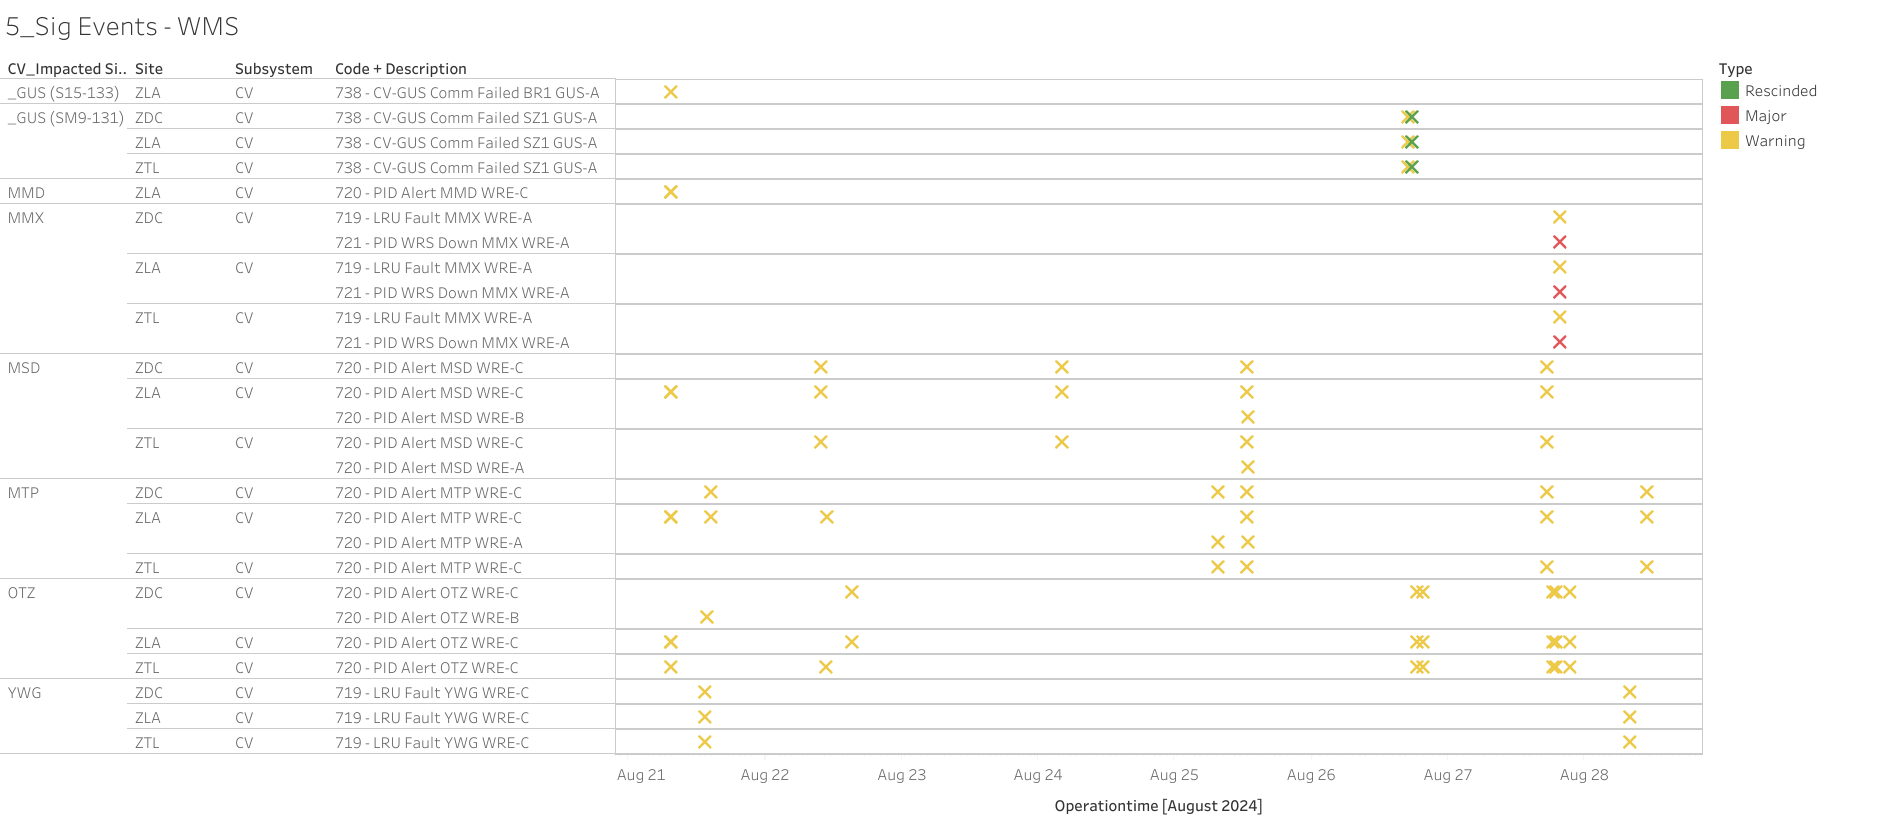 5_Sig Events - WMS
CV_Impacted Si.. Site Subsystem Code + Description
_GUS (S15-133) ZLA CV 738 - CV-GUS Comm Failed BR1 GUS-A
_GUS (SM9-131) ZDC CV 738 - CV-GUS Comm Failed SZ1 GUS-A
ZLA CV 738 - CV-GUS Comm Failed SZ1 GUS-A
ZTL CV 738 - CV-GUS Comm Failed SZ1 GUS-A
MMD ZLA CV 720 - PID Alert MMD WRE-C
MMX ZDC CV 719 - LRU Fault MMX WRE-A
721 - PID WRS Down MMX WRE-A
ZLA CV 719 - LRU Fault MMX WRE-A
721 - PID WRS Down MMX WRE-A
ZTL CV 719 - LRU Fault MMX WRE-A
721 - PID WRS Down MMX WRE-A
MSD ZDC CV 720 - PID Alert MSD WRE-C
ZLA CV 720 - PID Alert MSD WRE-C
720 - PID Alert MSD WRE-B
ZTL CV 720 - PID Alert MSD WRE-C
720 - PID Alert MSD WRE-A
MTP ZDC CV 720 - PID Alert MTP WRE-C
ZLA CV 720 - PID Alert MTP WRE-C
720 - PID Alert MTP WRE-A
ZTL CV 720 - PID Alert MTP WRE-C
OTZ ZDC CV 720 - PID Alert OTZ WRE-C
720 - PID Alert OTZ WRE-B
ZLA CV 720 - PID Alert OTZ WRE-C
ZTL CV 720 - PID Alert OTZ WRE-C
YWG ZDC CV 719 - LRU Fault YWG WRE-C
ZLA CV 719 - LRU Fault YWG WRE-C
ZTL CV 719 - LRU Fault YWG WRE-C
Aug 21 Aug 22 Aug 23 Aug 24 Aug 25 Aug 26 Aug 27 Aug 28
Operationtime [August 2024]
Type
Rescinded
Major
Warning